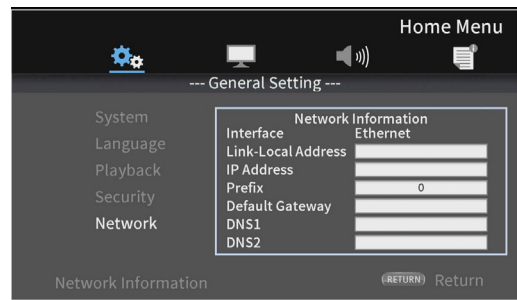 Home Menu
--- General Setting ---
System
Language
Playback
Security
Network
Network Information
Interface Ethernet
Link-Local Address
IP Address
Prefix 0
Default Gateway
DNS1
DNS2
Network Information
RETURN Return